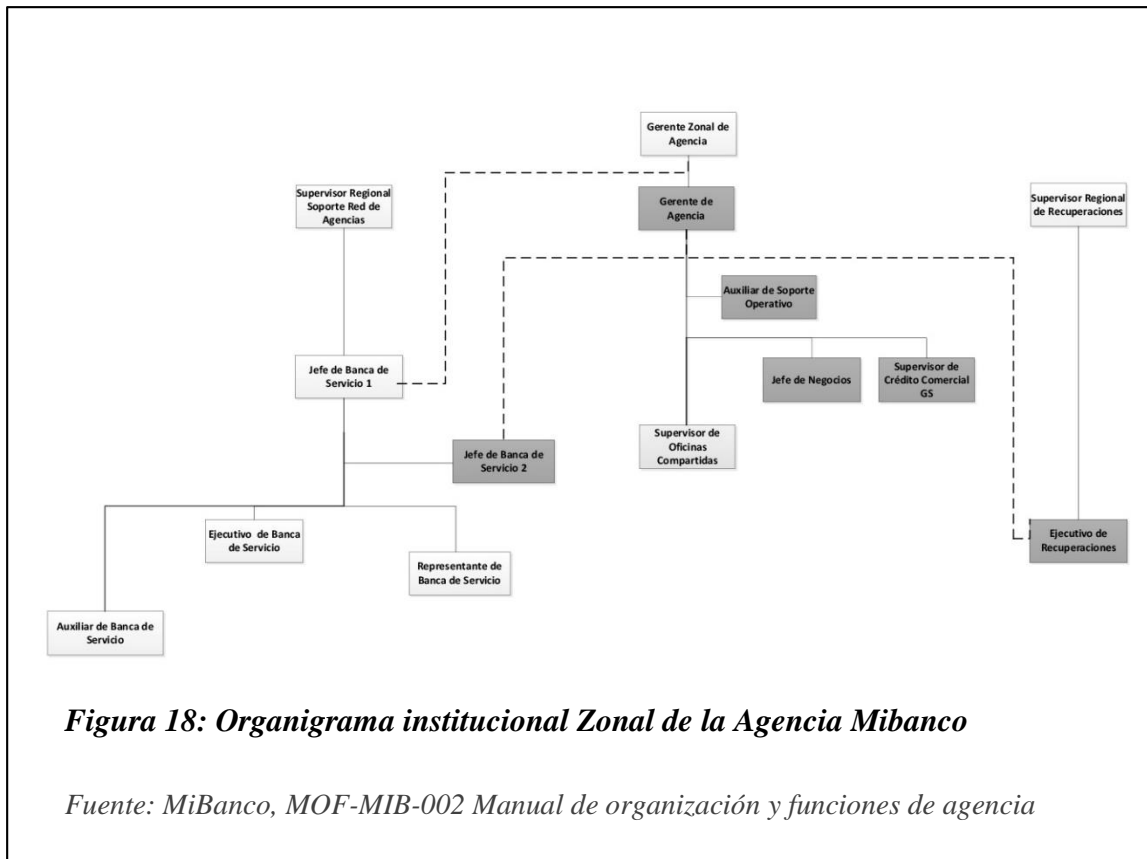 Gerente Zonal de
Agencia
Supervisor Regional
Soporte Red de
Agencias
Gerente de
Agencia
Supervisor Regional
de Recuperaciones
Auxiliar de Soporte
Operativo
Jefe de Banca de
Servicio 1
Jefe de Negocios
Supervisor de
Crédito Comercial
GS
Supervisor de
Oficinas
Compartidas
Jefe de Banca de
Servicio 2
Ejecutivo de Banca
de Servicio
Ejecutivo de
Recuperaciones
Representante de
Banca de Servicio
Auxiliar de Banca de
Servicio
Figura 18: Organigrama institucional Zonal de la Agencia Mibanco
Fuente: MiBanco, MOF-MIB-002 Manual de organización y funciones de agencia